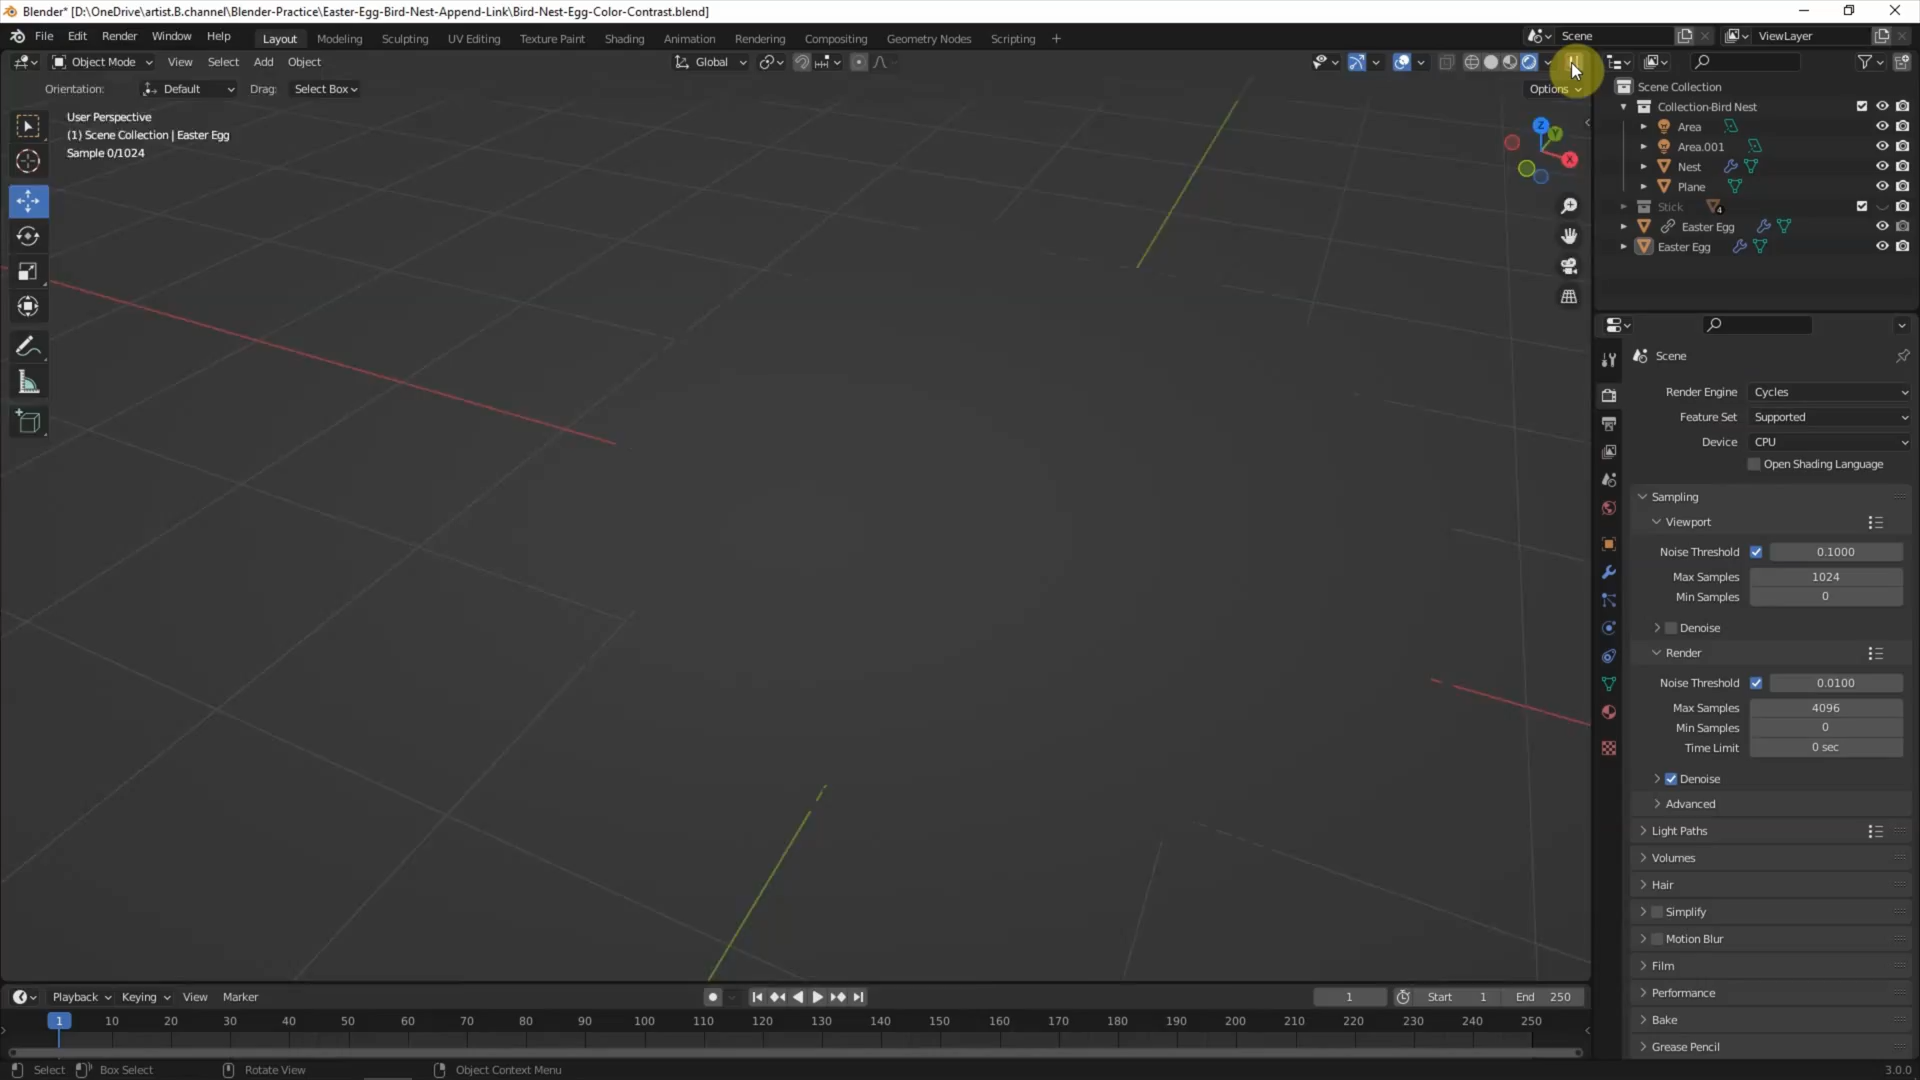 Blender* [D:\OneDrive\artist.B.channel\Blender-Practice\Easter-Egg-Bird-Nest-Append-Link\Bird-Nest-Egg-Color-Contrast.blend]
File Edit Render Window Help Layout Modeling Sculpting UV Editing Texture Paint Shading Animation Rendering Compositing Geometry Nodes Scripting + Scene ViewLayer
Object Mode View Select Add Object Global
Orientation: Default Drag: Select Box Options
User Perspective
(1) Scene Collection | Easter Egg
Sample 0/1024
Z
Y
X
Scene Collection
Collection-Bird Nest
Area
Area.001
Nest
Plane
Stick 4
Easter Egg
Easter Egg
Scene
Render Engine Cycles
Feature Set Supported
Device CPU
Open Shading Language
Sampling
Viewport
Noise Threshold 0.1000
Max Samples 1024
Min Samples 0
Denoise
Render
Noise Threshold 0.0100
Max Samples 4096
Min Samples 0
Time Limit 0 sec
Denoise
Advanced
Light Paths
Volumes
Hair
Simplify
Motion Blur
Film
Performance
Bake
Grease Pencil
Playback Keying View Marker 1 Start 1 End 250
1 10 20 30 40 50 60 70 80 90 100 110 120 130 140 150 160 170 180 190 200 210 220 230 240 250
Select Box Select Rotate View Object Context Menu 3.0.0